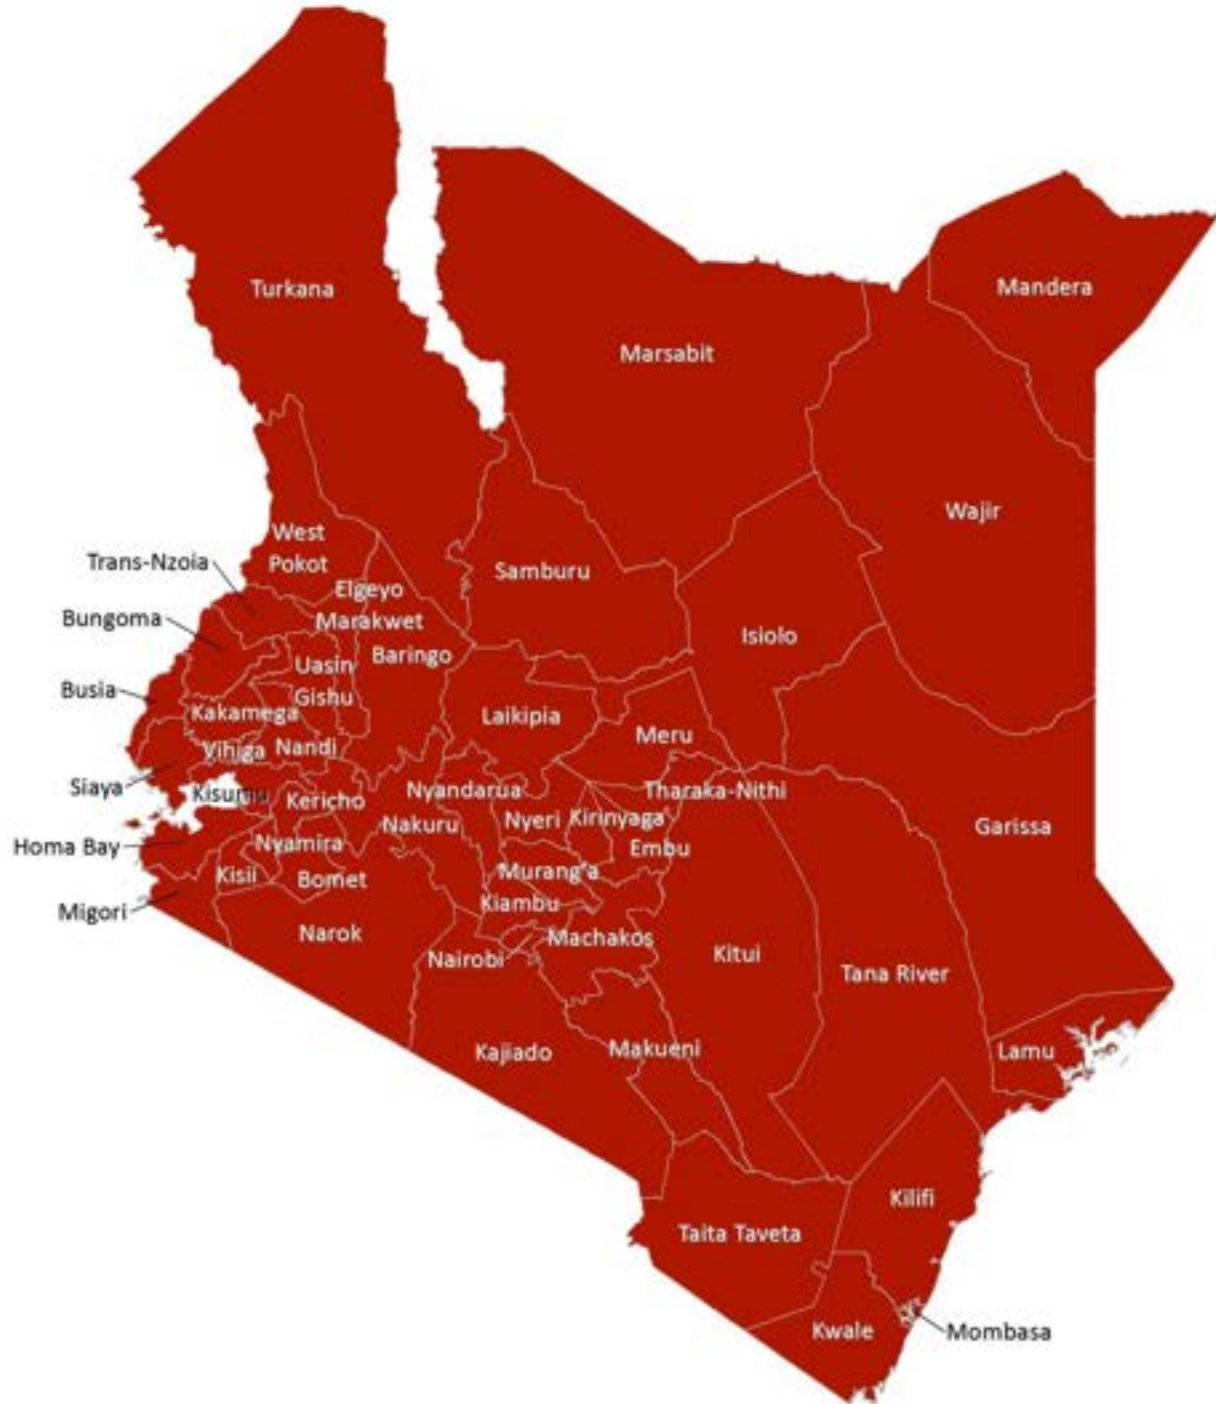 Turkana
Mandera
Marsabit
Wajir
West
Pokot
Trans-Nzoia
Samburu
Elgeyo
Bungoma
Marakwet
Isiolo
Baringo
Uasin
Busia
Gishu
Kakamega
Laikipia
Meru
Vihiga
Nandi
Siaya
Kisumu
Kericho
Nyandarua
Tharaka-Nithi
Nakuru
Nyeri
Kirinyaga
Garissa
Homa Bay
Nyamira
Embu
Kisii
Bomet
Murang'a
Migori
Kiambu
Narok
Machakos
Nairobi
Kitui
Tana River
Kajiado
Makueni
Lamu
Kilifi
Taita Taveta
Kwale
Mombasa